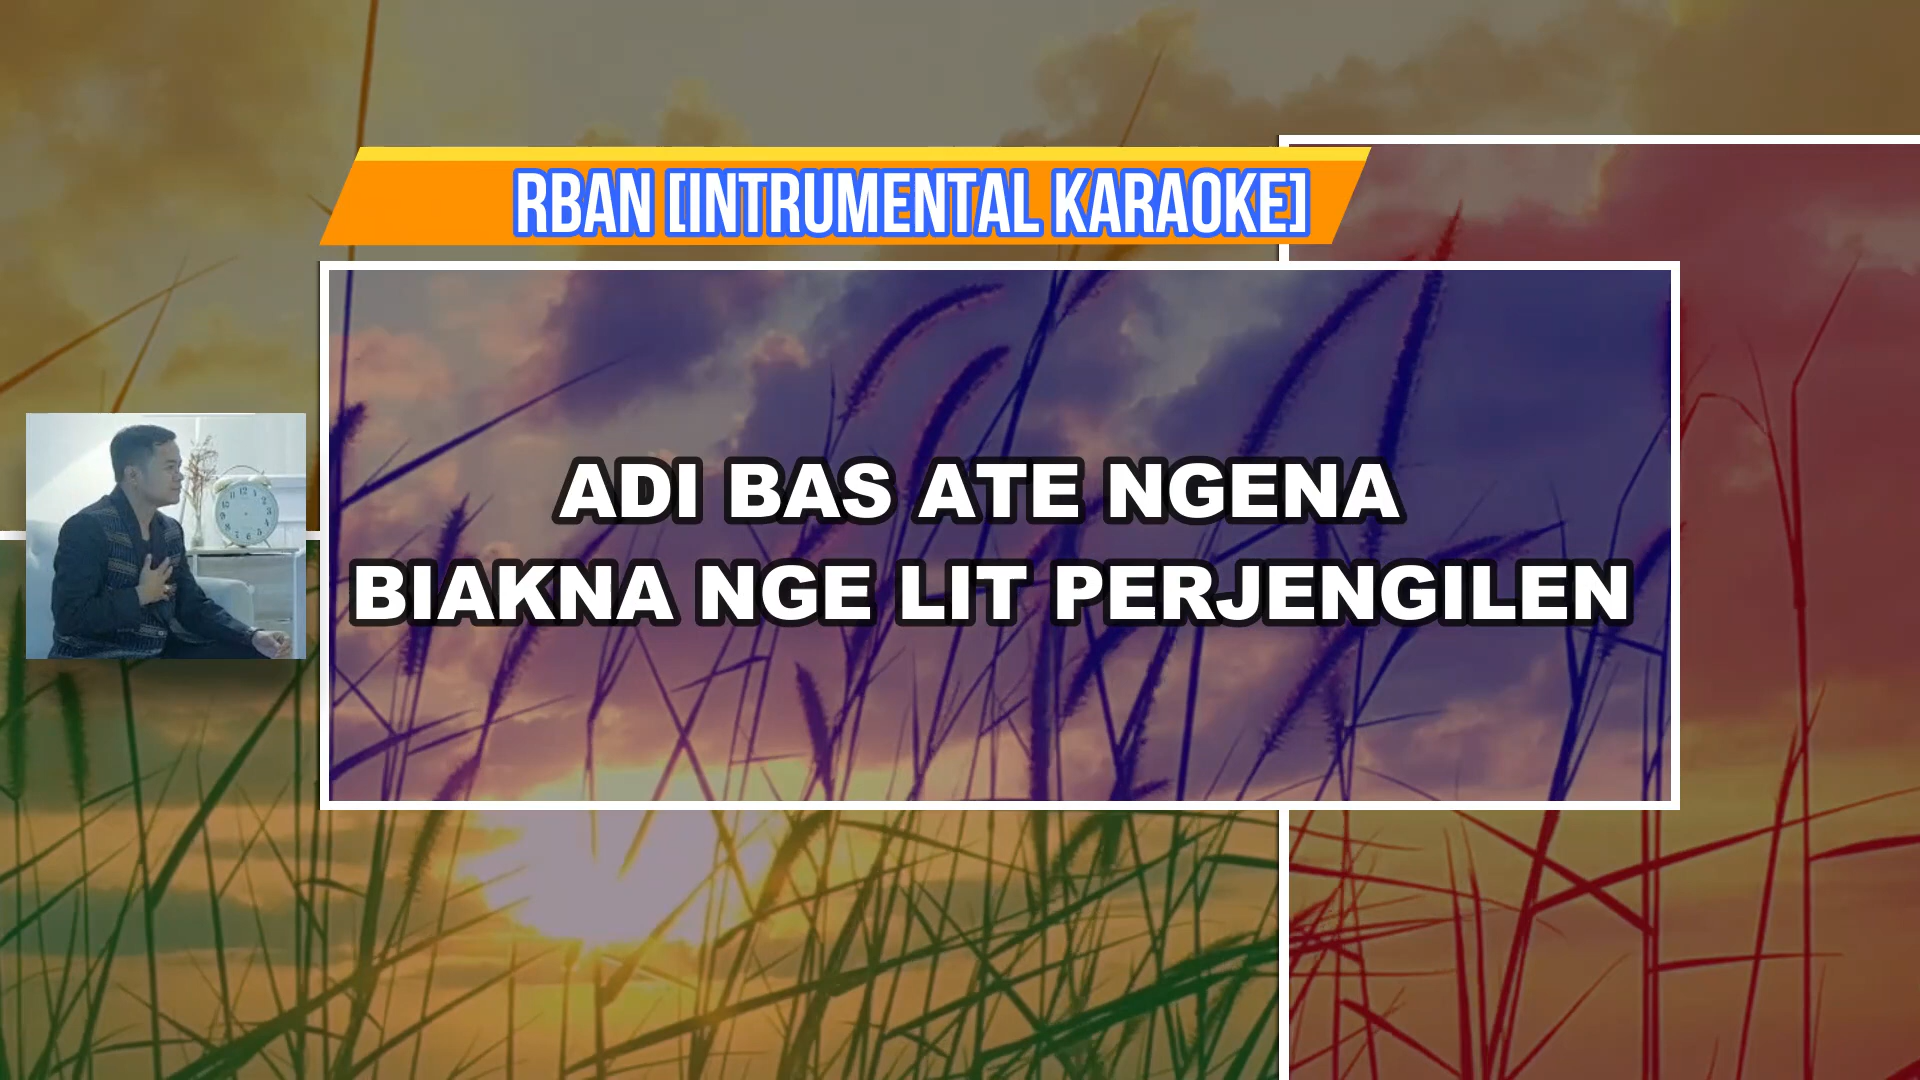 RBAN [INTRUMENTAL KARAOKE]
ADI BAS ATE NGENA
BIAKNA NGE LIT PERJENGILEN